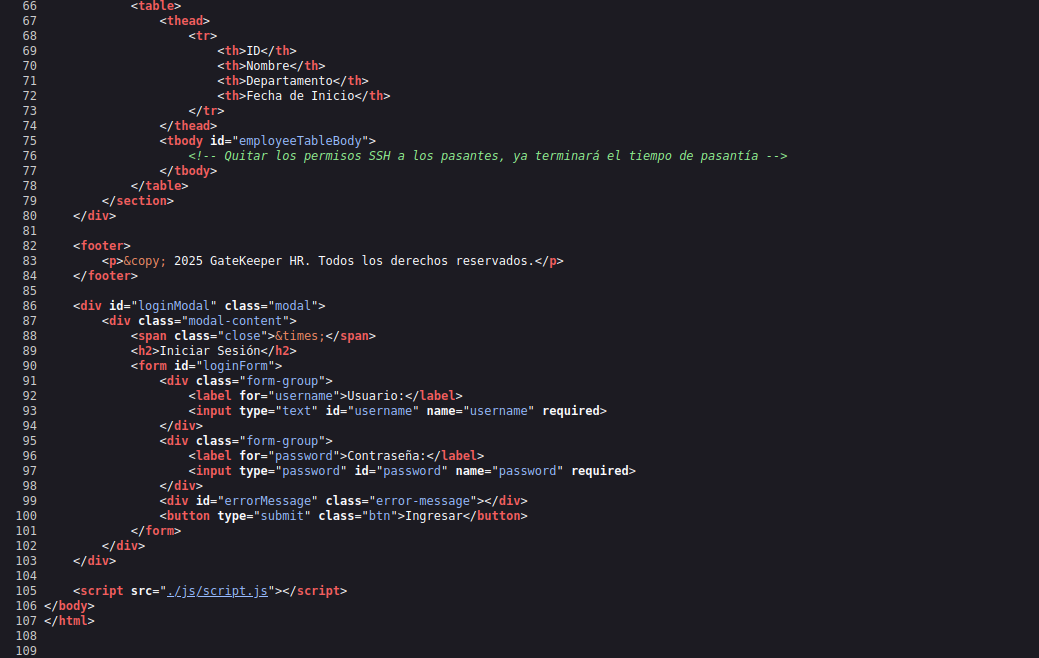 66             <table>
67                 <thead>
68                     <tr>
69                         <th>ID</th>
70                         <th>Nombre</th>
71                         <th>Departamento</th>
72                         <th>Fecha de Inicio</th>
73                     </tr>
74                 </thead>
75                 <tbody id="employeeTableBody">
76                     <!-- Quitar los permisos SSH a los pasantes, ya terminará el tiempo de pasantía -->
77                 </tbody>
78             </table>
79         </section>
80     </div>
81
82     <footer>
83         <p>&copy; 2025 GateKeeper HR. Todos los derechos reservados.</p>
84     </footer>
85
86     <div id="loginModal" class="modal">
87         <div class="modal-content">
88             <span class="close">&times;</span>
89             <h2>Iniciar Sesión</h2>
90             <form id="loginForm">
91                 <div class="form-group">
92                     <label for="username">Usuario:</label>
93                     <input type="text" id="username" name="username" required>
94                 </div>
95                 <div class="form-group">
96                     <label for="password">Contraseña:</label>
97                     <input type="password" id="password" name="password" required>
98                 </div>
99                 <div id="errorMessage" class="error-message"></div>
100                 <button type="submit" class="btn">Ingresar</button>
101             </form>
102         </div>
103     </div>
104
105     <script src="./js/script.js"></script>
106 </body>
107 </html>
108
109